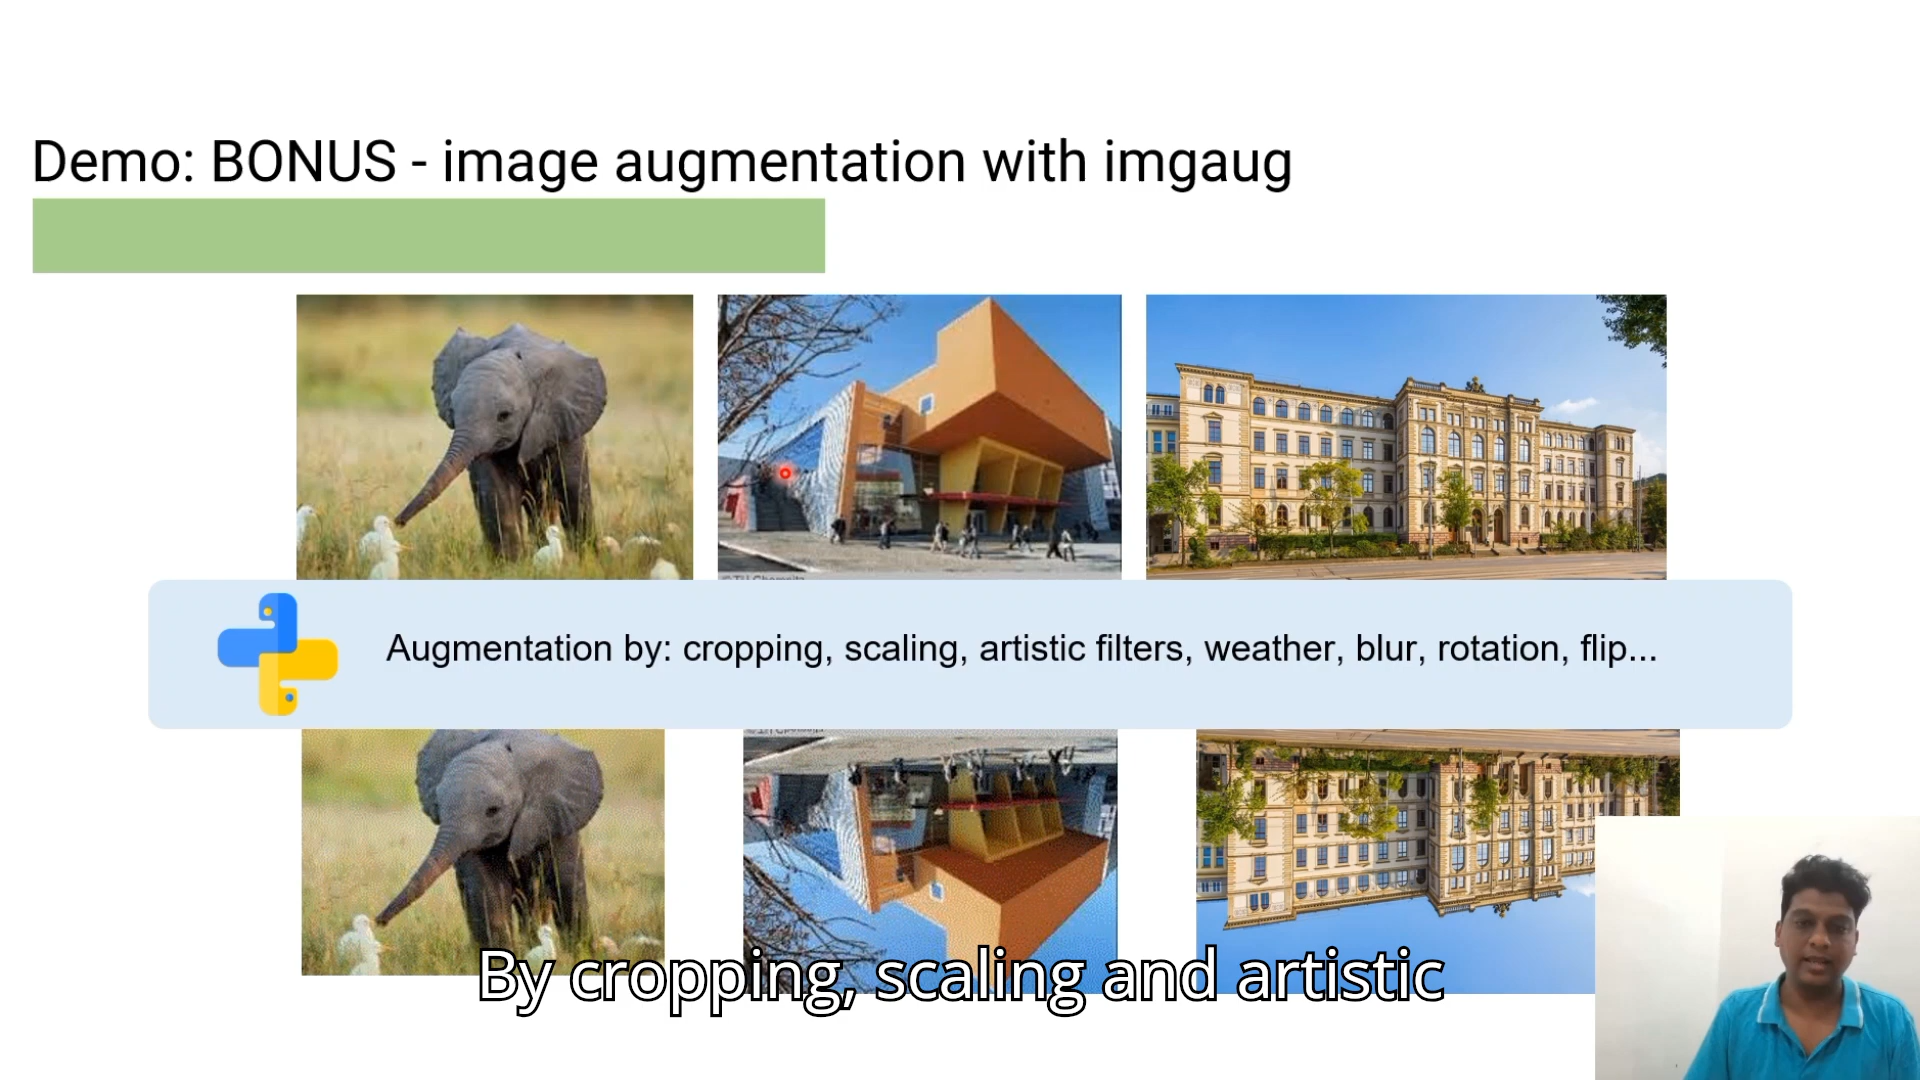 Demo: BONUS - image augmentation with imgaug
Augmentation by: cropping, scaling, artistic filters, weather, blur, rotation, flip...
By cropping, scaling and artistic